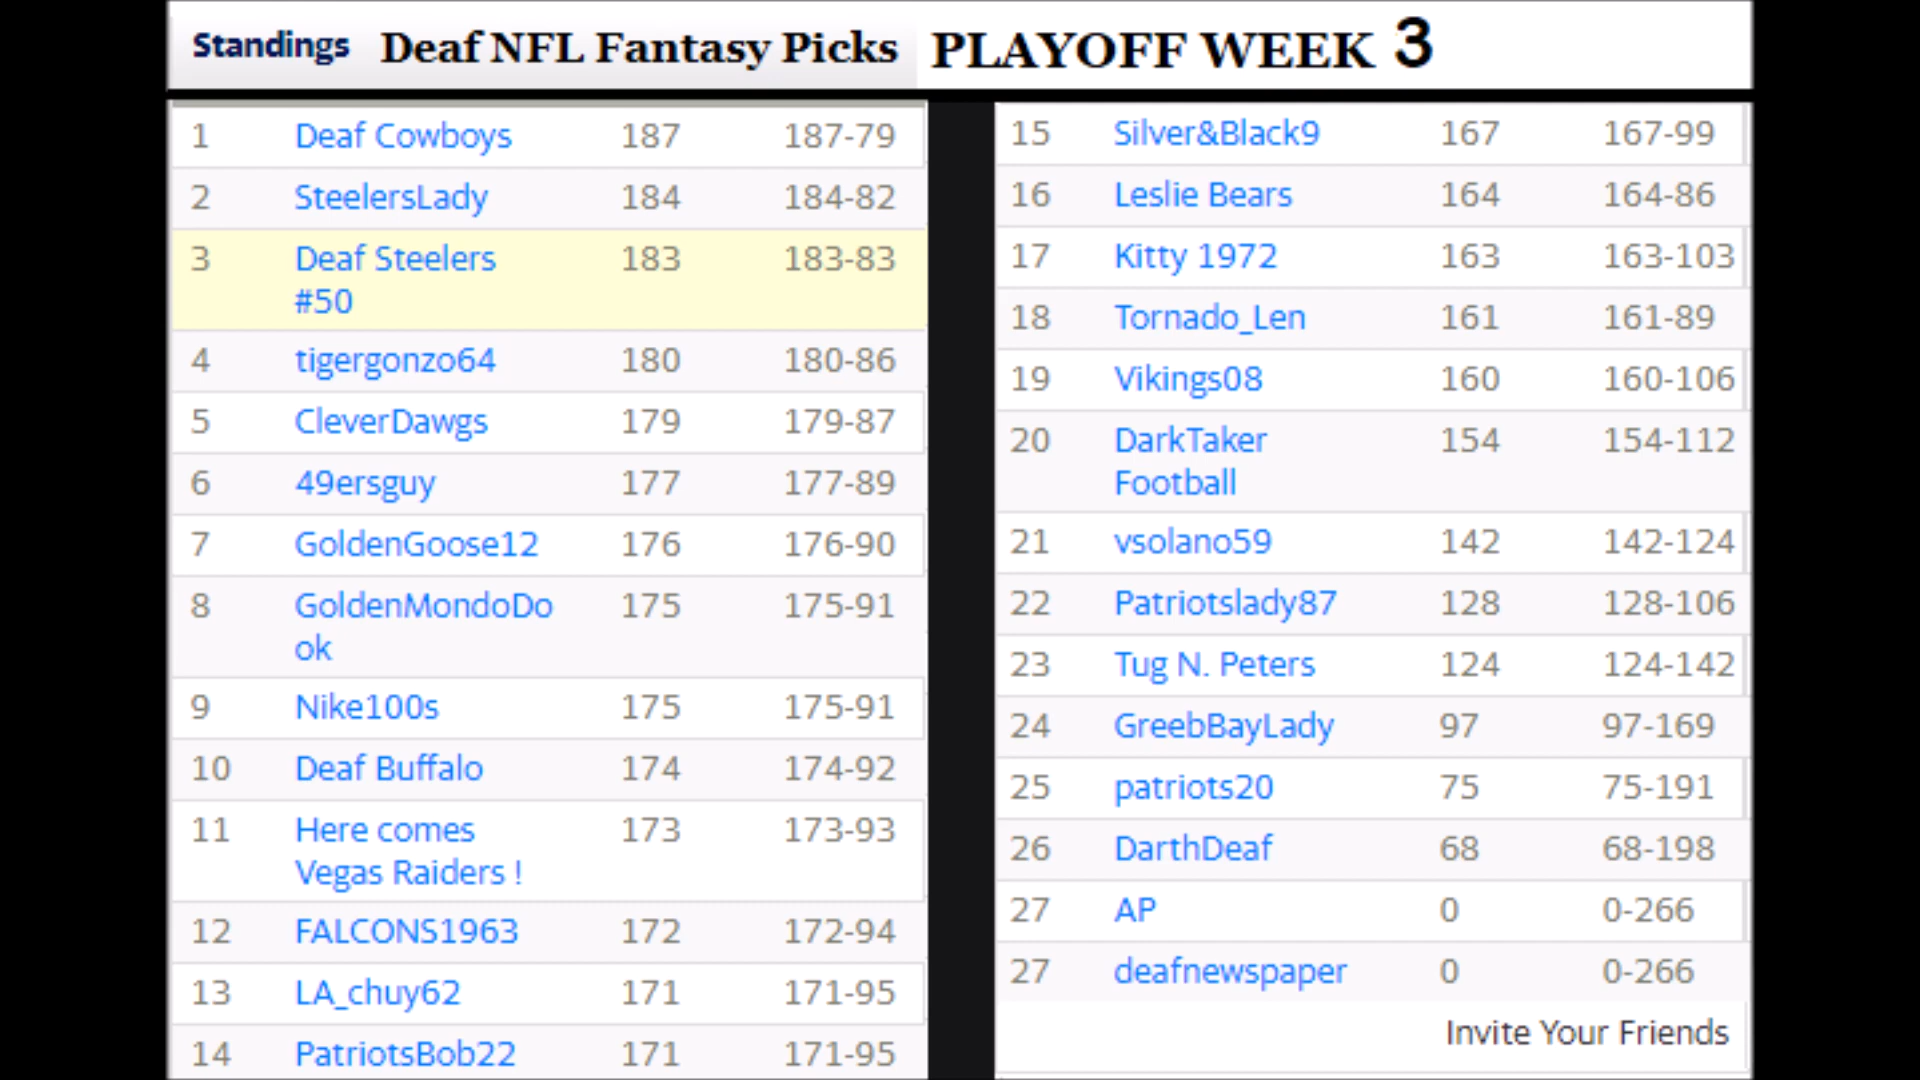 Standings Deaf NFL Fantasy Picks PLAYOFF WEEK 3
1 Deaf Cowboys 187 187-79
2 SteelersLady 184 184-82
3 Deaf Steelers 183 183-83
#50
4 tigergonzo64 180 180-86
5 CleverDawgs 179 179-87
6 49ersguy 177 177-89
7 GoldenGoose12 176 176-90
8 GoldenMondoDo 175 175-91
ok
9 Nike100s 175 175-91
10 Deaf Buffalo 174 174-92
11 Here comes 173 173-93
Vegas Raiders !
12 FALCONS1963 172 172-94
13 LA_chuy62 171 171-95
14 PatriotsBob22 171 171-95
15 Silver&Black9 167 167-99
16 Leslie Bears 164 164-86
17 Kitty 1972 163 163-103
18 Tornado_Len 161 161-89
19 Vikings08 160 160-106
20 DarkTaker 154 154-112
Football
21 vsolano59 142 142-124
22 Patriotslady87 128 128-106
23 Tug N. Peters 124 124-142
24 GreebBayLady 97 97-169
25 patriots20 75 75-191
26 DarthDeaf 68 68-198
27 AP 0 0-266
27 deafnewspaper 0 0-266
Invite Your Friends